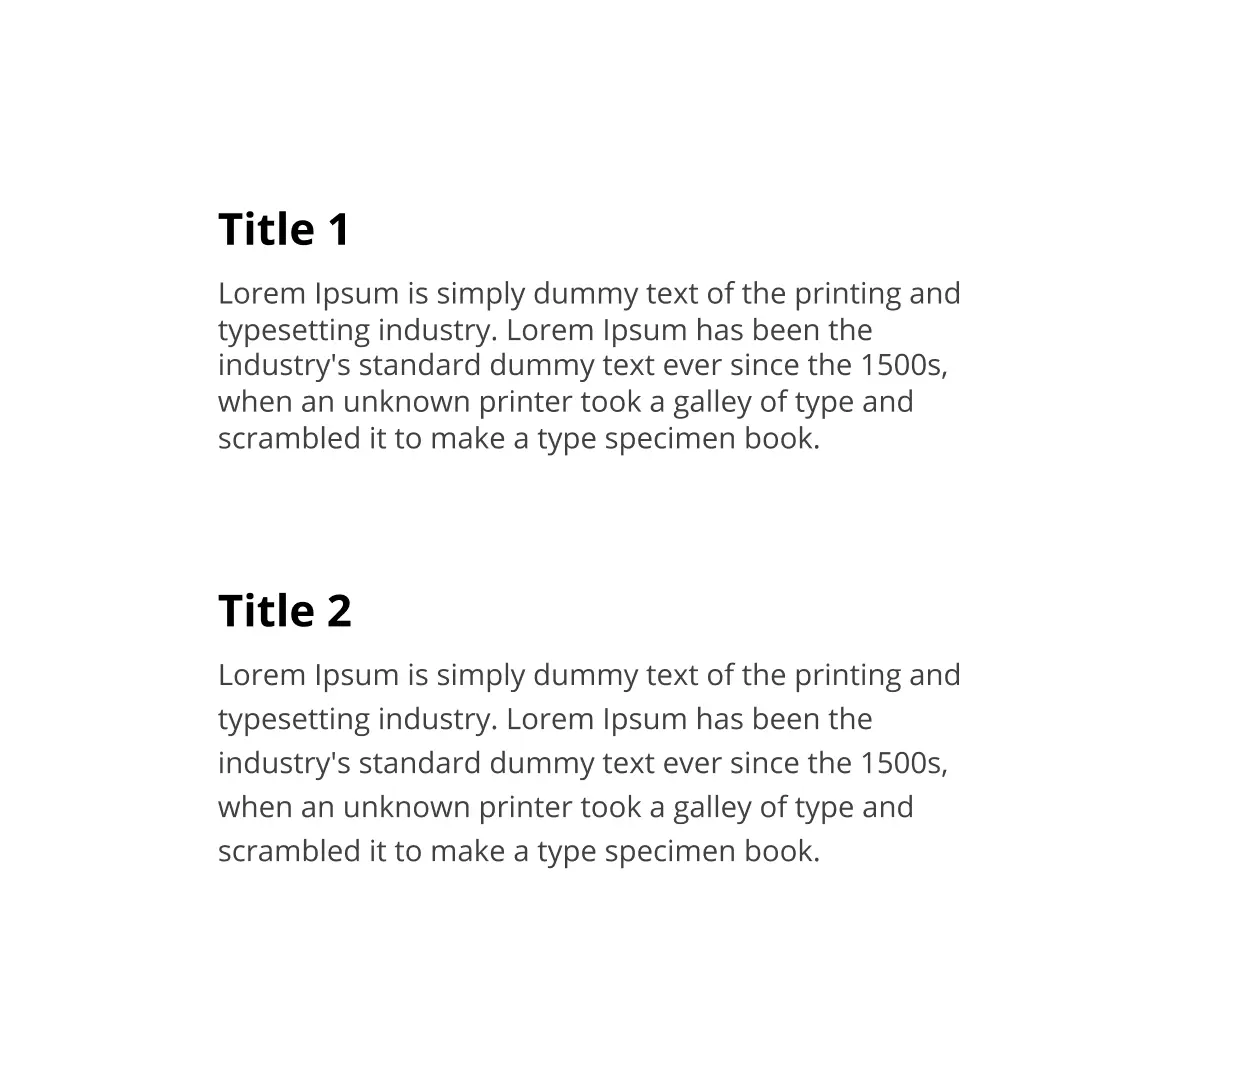 Title 1
Lorem Ipsum is simply dummy text of the printing and
typesetting industry. Lorem Ipsum has been the
industry's standard dummy text ever since the 1500s,
when an unknown printer took a galley of type and
scrambled it to make a type specimen book.
Title 2
Lorem Ipsum is simply dummy text of the printing and
typesetting industry. Lorem Ipsum has been the
industry's standard dummy text ever since the 1500s,
when an unknown printer took a galley of type and
scrambled it to make a type specimen book.